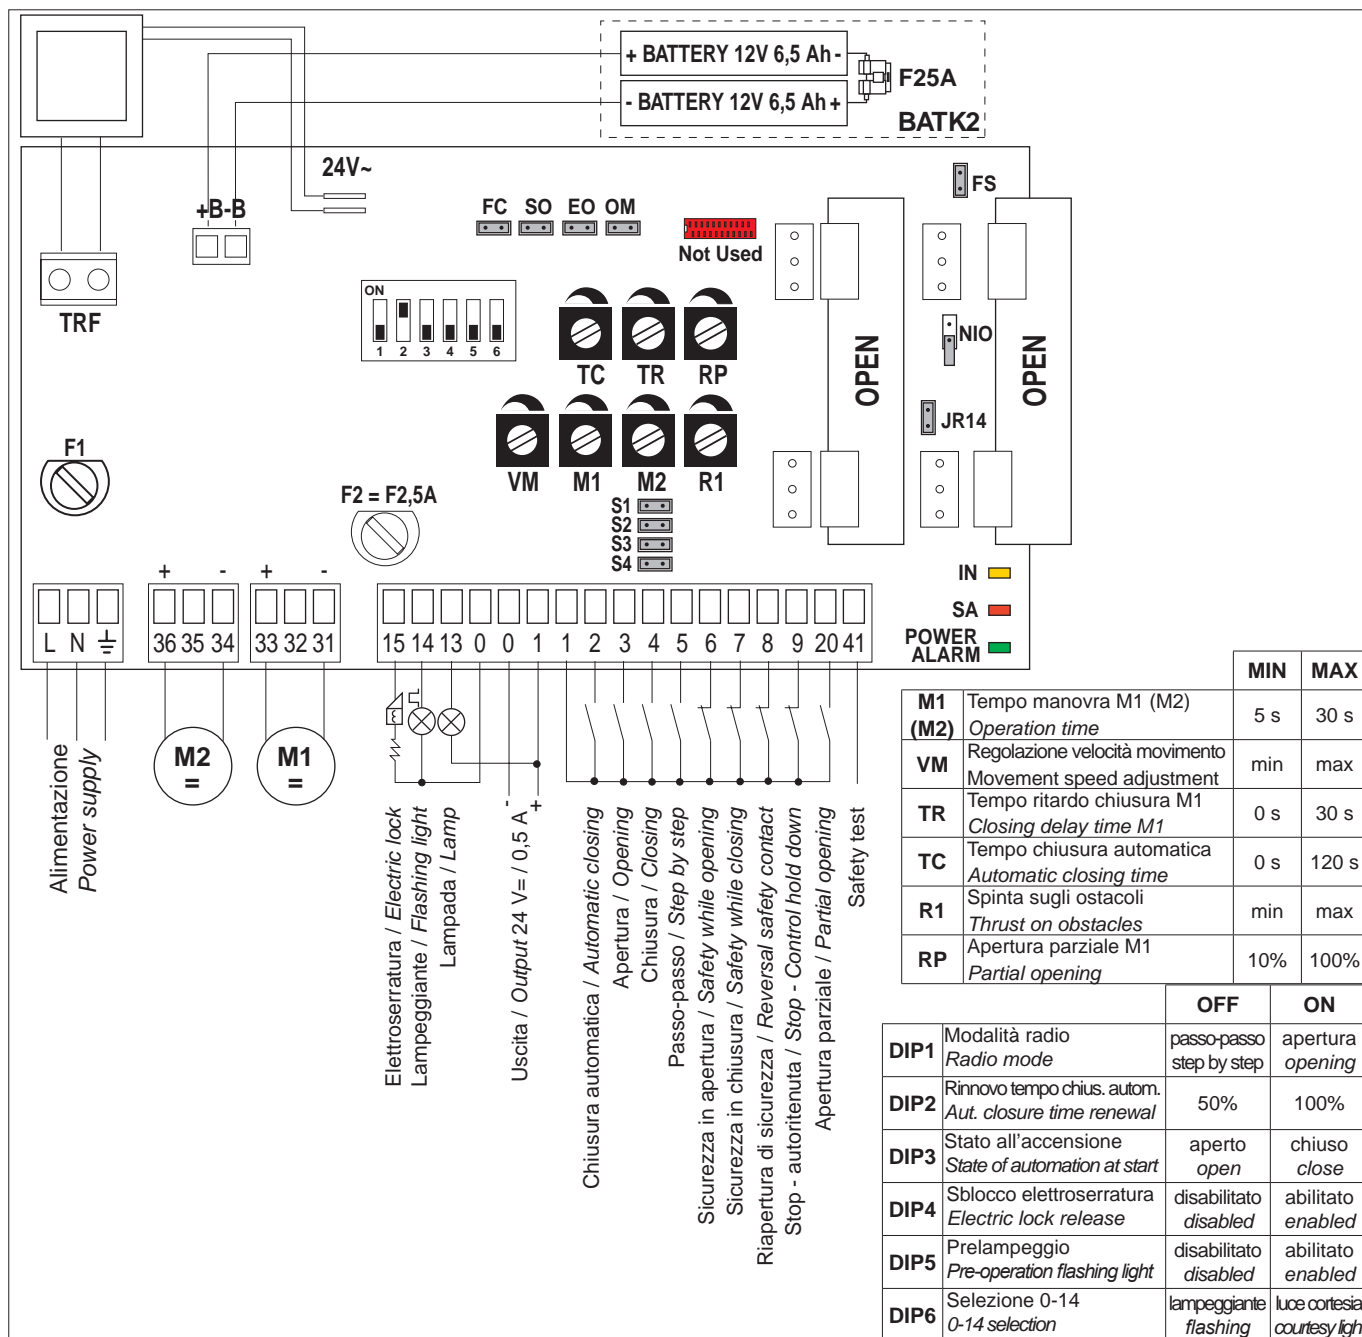 + BATTERY 12V 6,5 Ah -
- BATTERY 12V 6,5 Ah +
F25A
BATK2
24V~
+B-B
TRF
FC SO EO OM
Not Used
FS
ON
1 2 3 4 5 6
TC TR RP
VM M1 M2 R1
OPEN
OPEN
NIO
JR14
F1
F2 = F2,5A
S1
S2
S3
S4
IN
SA
POWER
ALARM
+ - + -
L N
36 35 34
33 32 31
15 14 13 0 0 1 1 2 3 4 5 6 7 8 9 20 41
M2
=
M1
=
- +
Alimentazione
Power supply
Elettroserratura / Electric lock
Lampeggiante / Flashing light
Lampada / Lamp
Uscita / Output 24 V= / 0,5 A
Chiusura automatica / Automatic closing
Apertura / Opening
Chiusura / Closing
Passo-passo / Step by step
Sicurezza in apertura / Safety while opening
Sicurezza in chiusura / Safety while closing
Riapertura di sicurezza / Reversal safety contact
Stop - autoritenuta / Stop - Control hold down
Apertura parziale / Partial opening
Safety test
MIN MAX
M1 (M2) Tempo manovra M1 (M2) 5 s 30 s
Operation time
VM Regolazione velocità movimento min max
Movement speed adjustment
TR Tempo ritardo chiusura M1 0 s 30 s
Closing delay time M1
TC Tempo chiusura automatica 0 s 120 s
Automatic closing time
R1 Spinta sugli ostacoli min max
Thrust on obstacles
RP Apertura parziale M1 10% 100%
Partial opening
OFF ON
DIP1 Modalità radio passo-passo apertura
Radio mode step by step opening
DIP2 Rinnovo tempo chius. autom. 50% 100%
Aut. closure time renewal
DIP3 Stato all'accensione aperto chiuso
State of automation at start open close
DIP4 Sblocco elettroserratura disabilitato abilitato
Electric lock release disabled enabled
DIP5 Prelampeggio disabilitato abilitato
Pre-operation flashing light disabled enabled
DIP6 Selezione 0-14 lampeggiante luce cortesia
0-14 selection flashing courtesy ligh